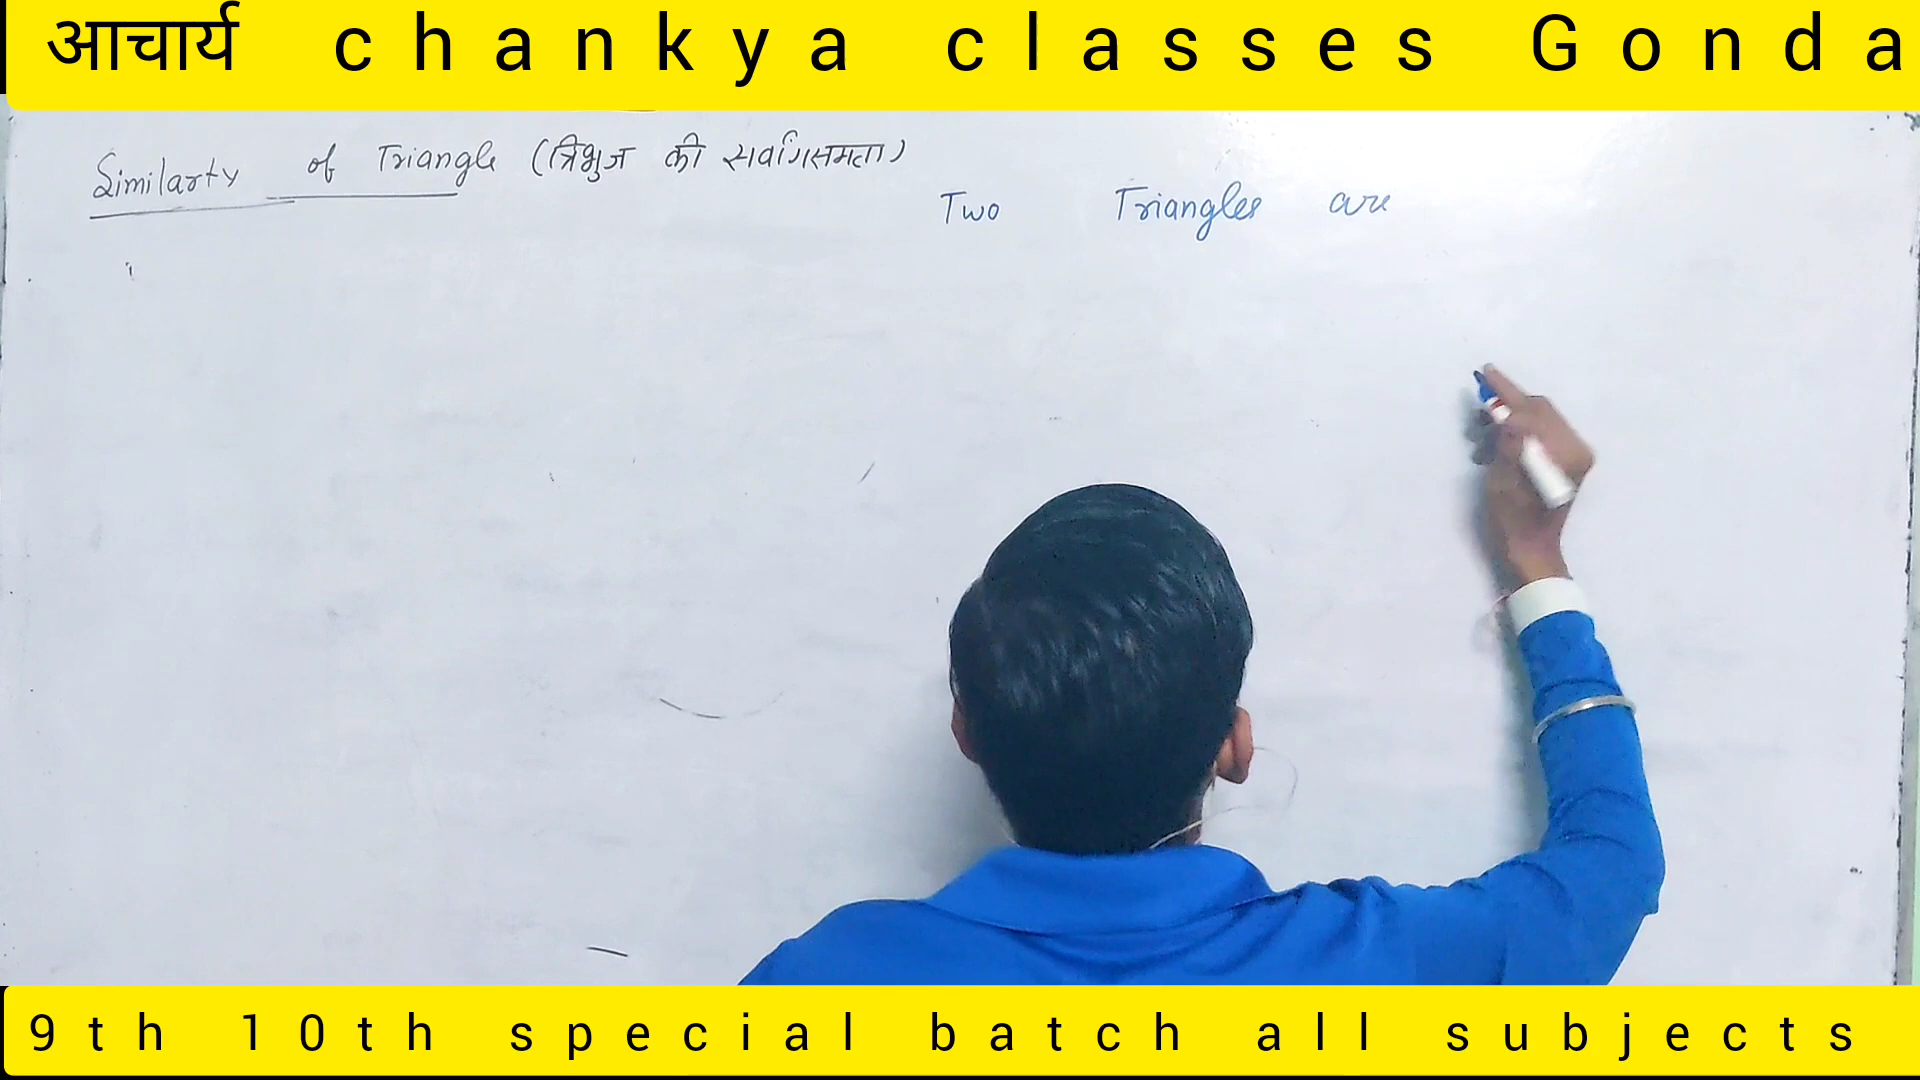 आचार्य chankya classes Gonda
Similarty of Triangle (त्रिभुज की सर्वांगसमता)
Two Triangles are
9th 10th special batch all subjects